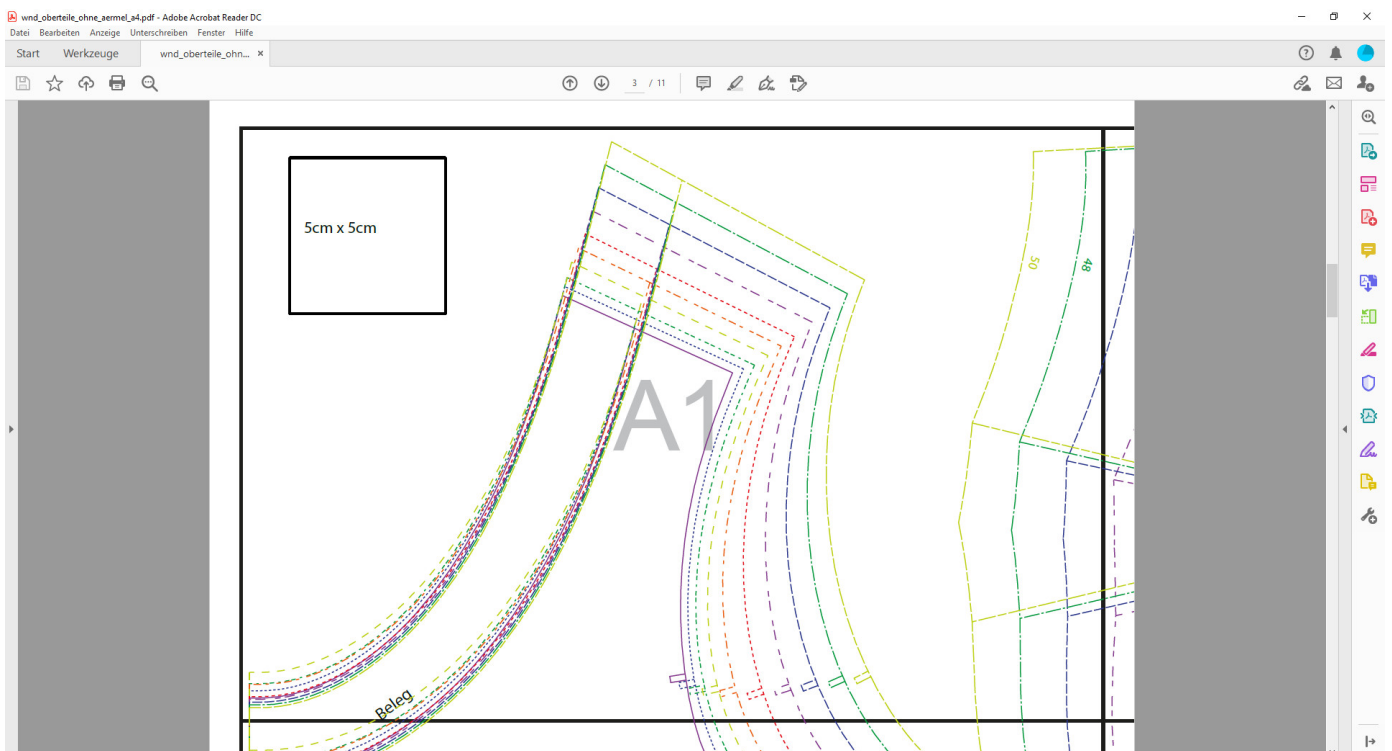 wnd_oberteile_ohne_aermel_a4.pdf - Adobe Acrobat Reader DC
Datei Bearbeiten Anzeige Unterschreiben Fenster Hilfe
Start Werkzeuge wnd_oberteile_ohn... ×
3 / 11
5cm x 5cm
50
48
A1
Beleg